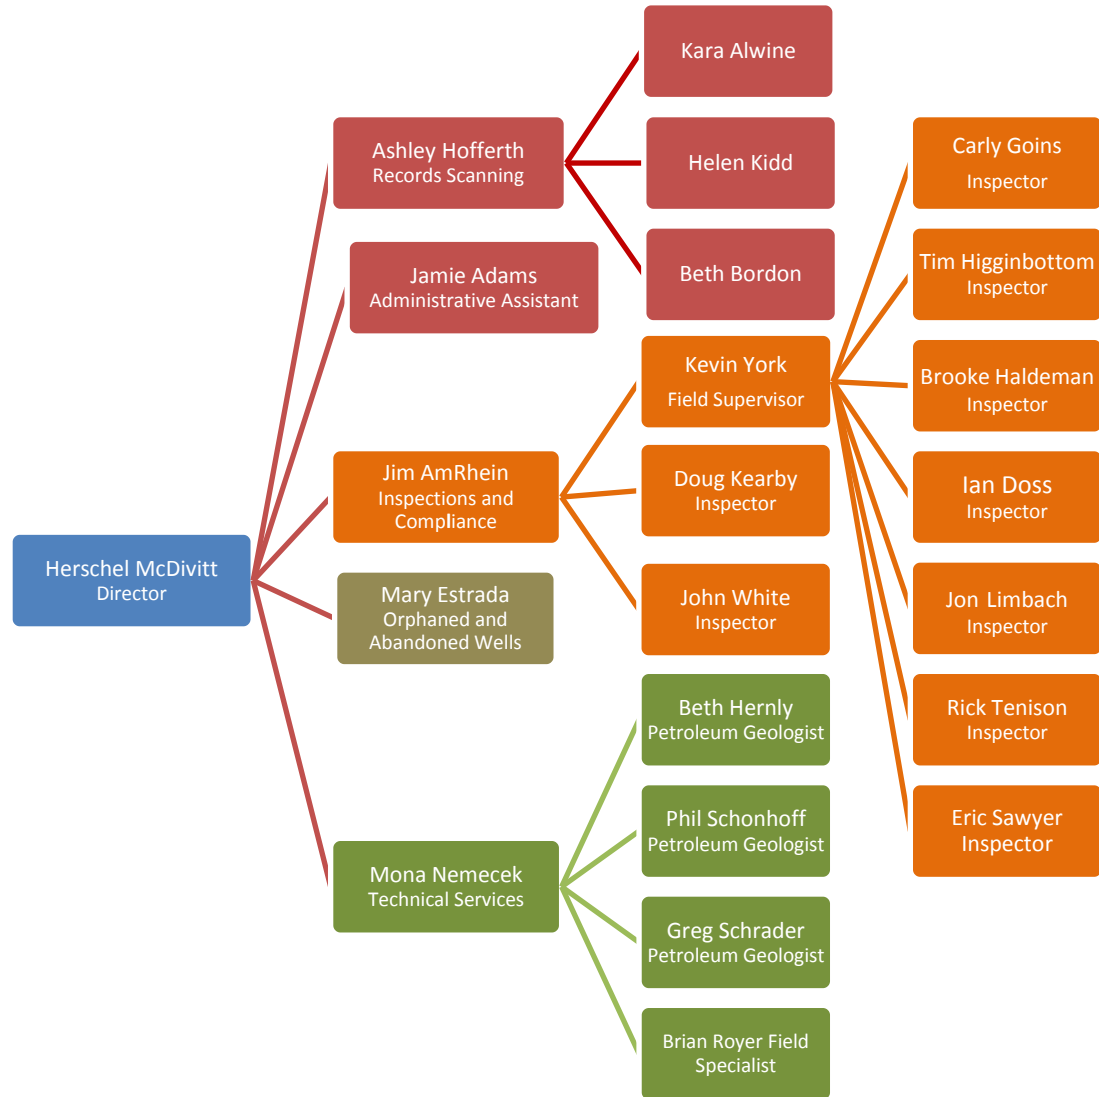 Herschel McDivitt
Director
Ashley Hofferth
Records Scanning
Kara Alwine
Helen Kidd
Beth Bordon
Jamie Adams
Administrative Assistant
Jim AmRhein
Inspections and
Compliance
Kevin York
Field Supervisor
Carly Goins
Inspector
Tim Higginbottom
Inspector
Brooke Haldeman
Inspector
Ian Doss
Inspector
Jon Limbach
Inspector
Rick Tenison
Inspector
Eric Sawyer
Inspector
Doug Kearby
Inspector
John White
Inspector
Mary Estrada
Orphaned and
Abandoned Wells
Mona Nemecek
Technical Services
Beth Hernly
Petroleum Geologist
Phil Schonhoff
Petroleum Geologist
Greg Schrader
Petroleum Geologist
Brian Royer Field
Specialist